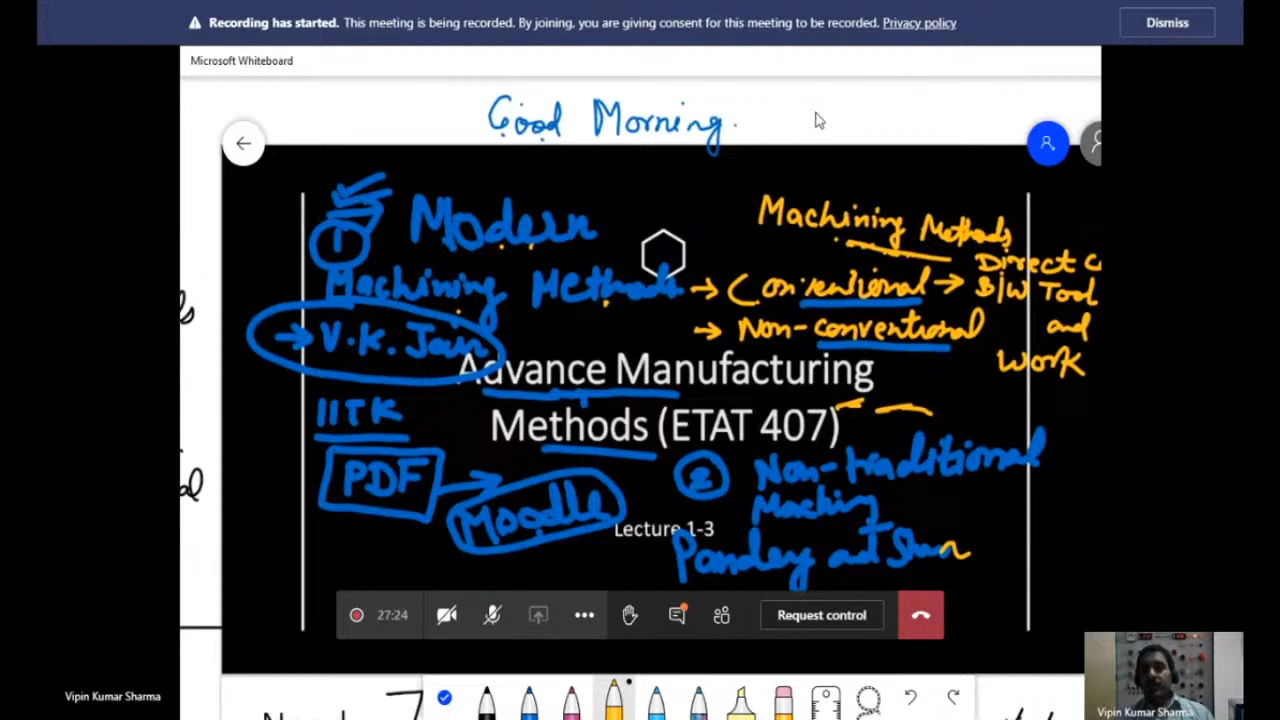 Recording has started. This meeting is being recorded. By joining, you are giving consent for this meeting to be recorded. Privacy policy
Dismiss
Microsoft Whiteboard
Good Morning.
1 Modern
Machining Methods
→ V.K. Jain
IITK
PDF → Moodle
Machining Methods
→ Conventional → Direct C
B/W Tool
and
Work
→ Non-conventional
Advance Manufacturing
Methods (ETAT 407)
Lecture 1-3
2 Non-traditional
Maching
Pandey and
27:24
Request control
Vipin Kumar Sharma
Vipin Kumar Sharma